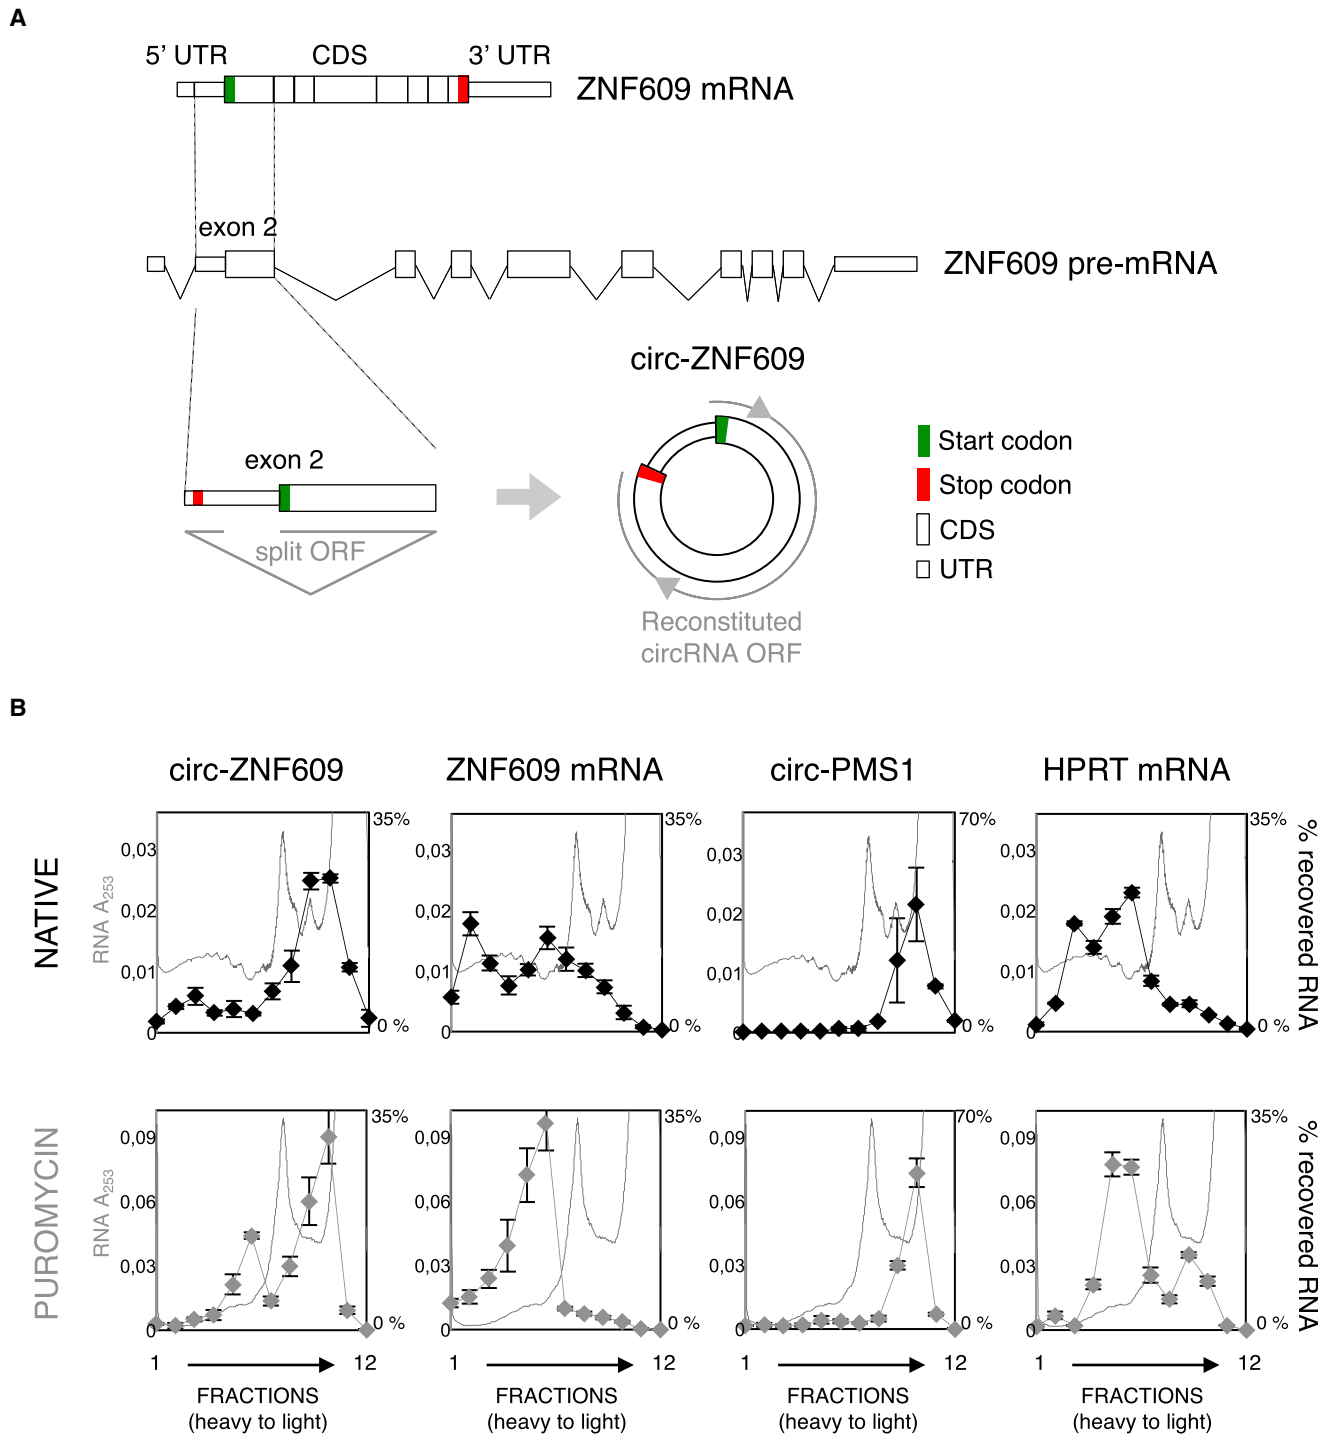 A
5’ UTR CDS 3’ UTR
ZNF609 mRNA
exon 2
ZNF609 pre-mRNA
circ-ZNF609
exon 2
split ORF
Start codon
Stop codon
CDS
UTR
Reconstituted
circRNA ORF
B
circ-ZNF609 ZNF609 mRNA circ-PMS1 HPRT mRNA
NATIVE
RNA A253
0,03
0,02
0,01
0
35%
0 %
0,03
0,02
0,01
0
35%
0 %
0,03
0,02
0,01
0
70%
0 %
0,03
0,02
0,01
0
35%
0 %
% recovered RNA
PUROMYCIN
RNA A253
0,09
0,06
0,03
0
35%
0 %
0,09
0,06
0,03
0
35%
0 %
0,09
0,06
0,03
0
70%
0 %
0,09
0,06
0,03
0
35%
0 %
% recovered RNA
1 12 1 12 1 12 1 12
FRACTIONS FRACTIONS FRACTIONS FRACTIONS
(heavy to light) (heavy to light) (heavy to light) (heavy to light)